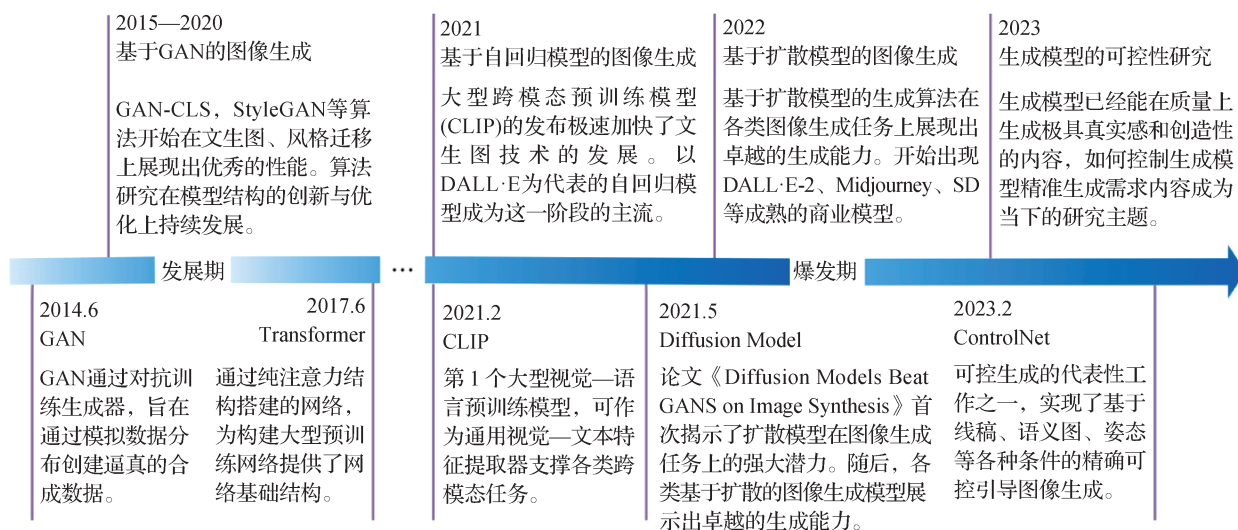 2015—2020
基于GAN的图像生成
GAN-CLS，StyleGAN等算
法开始在文生图、风格迁移
上展现出优秀的性能。算法
研究在模型结构的创新与优
化上持续发展。
2021
基于自回归模型的图像生成
大型跨模态预训练模型
(CLIP)的发布极速加快了文
生图技术的发展。以
DALL·E为代表的自回归模
型成为这一阶段的主流。
2022
基于扩散模型的图像生成
基于扩散模型的生成算法在
各类图像生成任务上展现出
卓越的生成能力。开始出现
DALL·E-2、Midjourney、SD
等成熟的商业模型。
2023
生成模型的可控性研究
生成模型已经能在质量上
生成极具真实感和创造性
的内容，如何控制生成模
型精准生成需求内容成为
当下的研究主题。
发展期
…
爆发期
2014.6
GAN
GAN通过对抗训
练生成器，旨在
通过模拟数据分
布创建逼真的合
成数据。
2017.6
Transformer
通过纯注意力结
构搭建的网络，
为构建大型预训
练网络提供了网
络基础结构。
2021.2
CLIP
第1个大型视觉—语
言预训练模型，可作
为通用视觉—文本特
征提取器支撑各类跨
模态任务。
2021.5
Diffusion Model
论文《Diffusion Models Beat
GANS on Image Synthesis》首
次揭示了扩散模型在图像生成
任务上的强大潜力。随后，各
类基于扩散的图像生成模型展
示出卓越的生成能力。
2023.2
ControlNet
可控生成的代表性工
作之一，实现了基于
线稿、语义图、姿态
等各种条件的精确可
控引导图像生成。